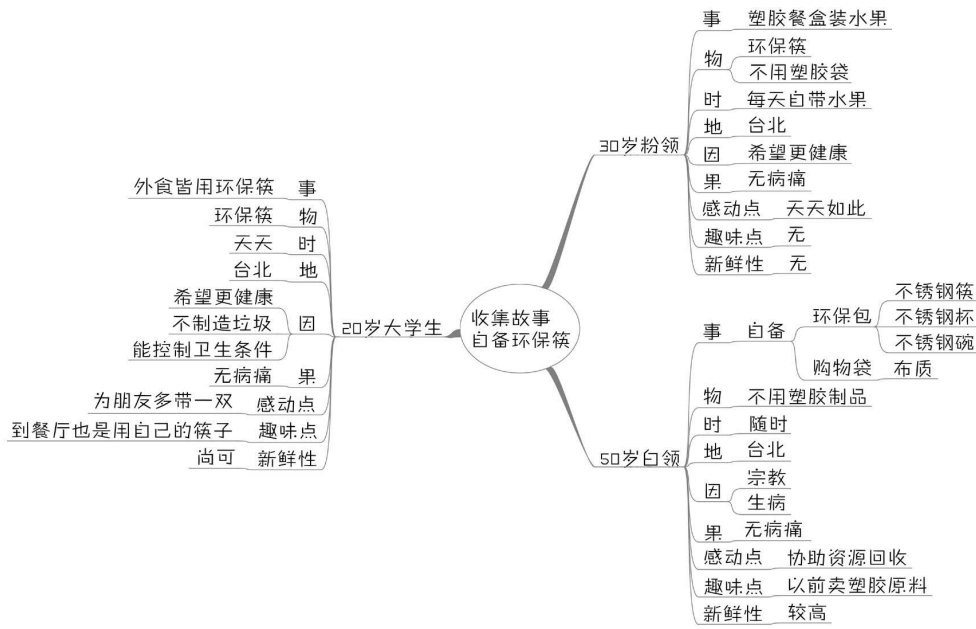 收集故事
自备环保筷
30岁粉领
事 塑胶餐盒装水果
物 环保筷
不用塑胶袋
时 每天自带水果
地 台北
因 希望更健康
果 无病痛
感动点 天天如此
趣味点 无
新鲜性 无
50岁白领
事 自备
环保包
不锈钢筷
不锈钢杯
不锈钢碗
购物袋 布质
物 不用塑胶制品
时 随时
地 台北
因 宗教
生病
果 无病痛
感动点 协助资源回收
趣味点 以前卖塑胶原料
新鲜性 较高
20岁大学生
外食皆用环保筷 事
环保筷 物
天天 时
台北 地
希望更健康
不制造垃圾 因
能控制卫生条件
无病痛 果
为朋友多带一双 感动点
到餐厅也是用自己的筷子 趣味点
尚可 新鲜性